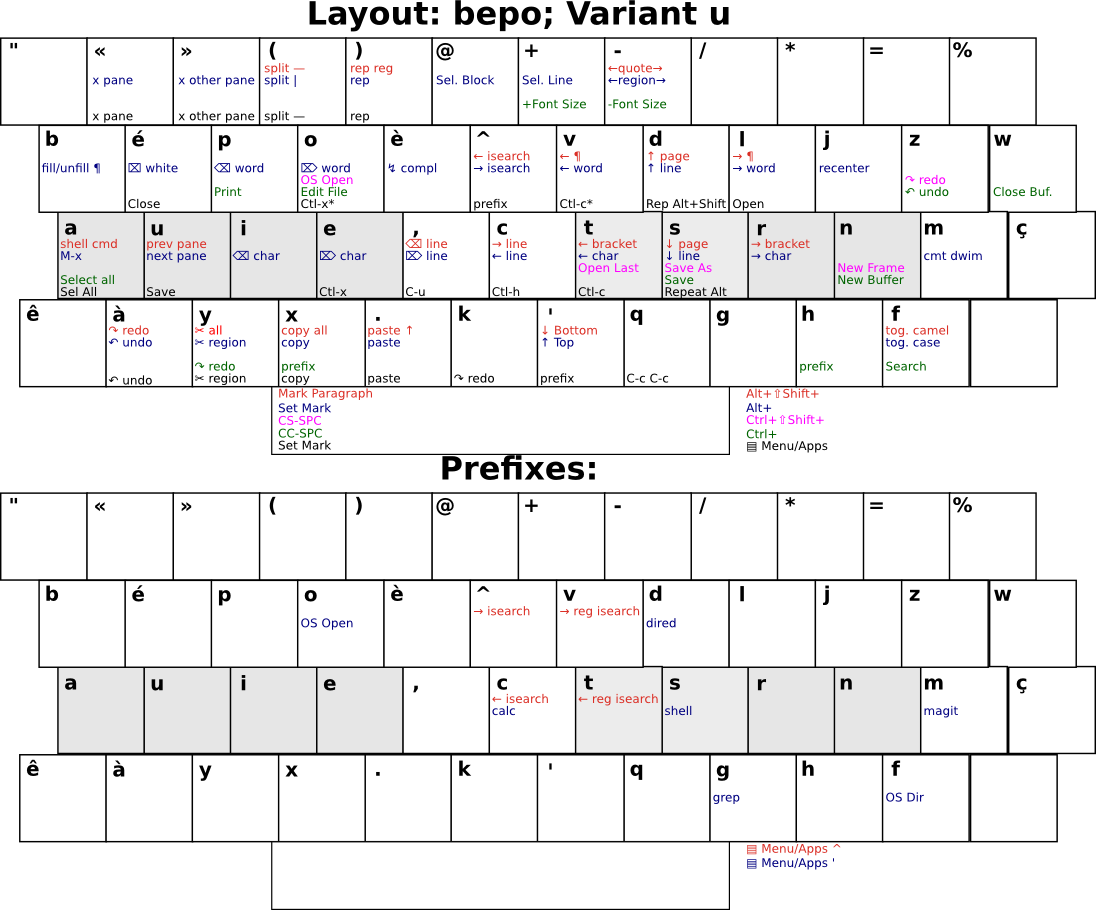 Layout: bepo; Variant u
" « » ( ) @ + - / * = %
split — rep reg ←quote→
x pane x other pane split | rep Sel. Block Sel. Line ←region→
+Font Size -Font Size
x pane x other pane split — rep
b é p o è ^ v d l j z w
← isearch ← ¶ ↑ page → ¶
fill/unfill ¶ ⌧ white ⌫ word ⌦ word ↯ compl → isearch ← word ↑ line → word recenter
OS Open ↷ redo
Print Edit File ↶ undo Close Buf.
Close Ctl-x* prefix Ctl-c* Rep Alt+Shift Open
a u i e , c t s r n m ç
shell cmd prev pane ⌫ line → line ← bracket ↓ page → bracket
M-x next pane ⌫ char ⌦ char ⌦ line ← line ← char ↓ line → char cmt dwim
Open Last Save As New Frame
Select all Save New Buffer
Sel All Save Ctl-x C-u Ctl-h Ctl-c Repeat Alt
ê à y x . k ' q g h f
↷ redo ✂ all copy all paste ↑ ↓ Bottom tog. camel
↶ undo ✂ region copy paste ↑ Top tog. case
↷ redo prefix prefix Search
↶ undo ✂ region copy paste ↷ redo prefix C-c C-c
Mark Paragraph Alt+⇧Shift+
Set Mark Alt+
CS-SPC Ctrl+⇧Shift+
CC-SPC Ctrl+
Set Mark ▤ Menu/Apps
Prefixes:
" « » ( ) @ + - / * = %
b é p o è ^ v d l j z w
→ isearch → reg isearch
OS Open dired
a u i e , c t s r n m ç
← isearch ← reg isearch
calc shell magit
ê à y x . k ' q g h f
grep OS Dir
▤ Menu/Apps ^
▤ Menu/Apps '